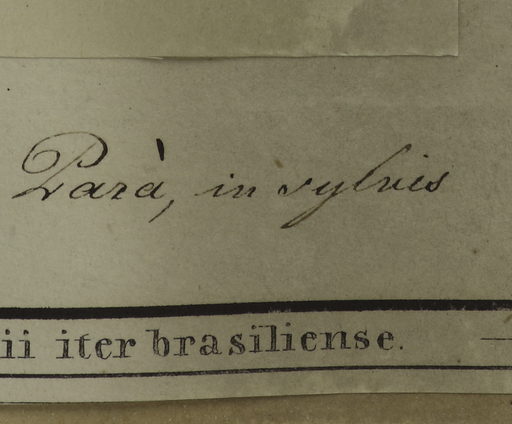 Parà, in sylvis
ii iter brasiliense. —